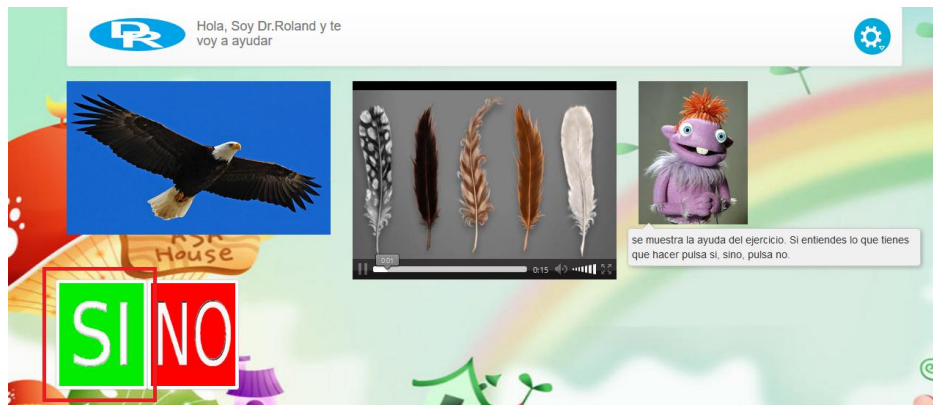 DR
Hola, Soy Dr.Roland y te
voy a ayudar
se muestra la ayuda del ejercicio. Si entiendes lo que tienes
que hacer pulsa si, sino, pulsa no.
House
0:01
0:15
SI NO